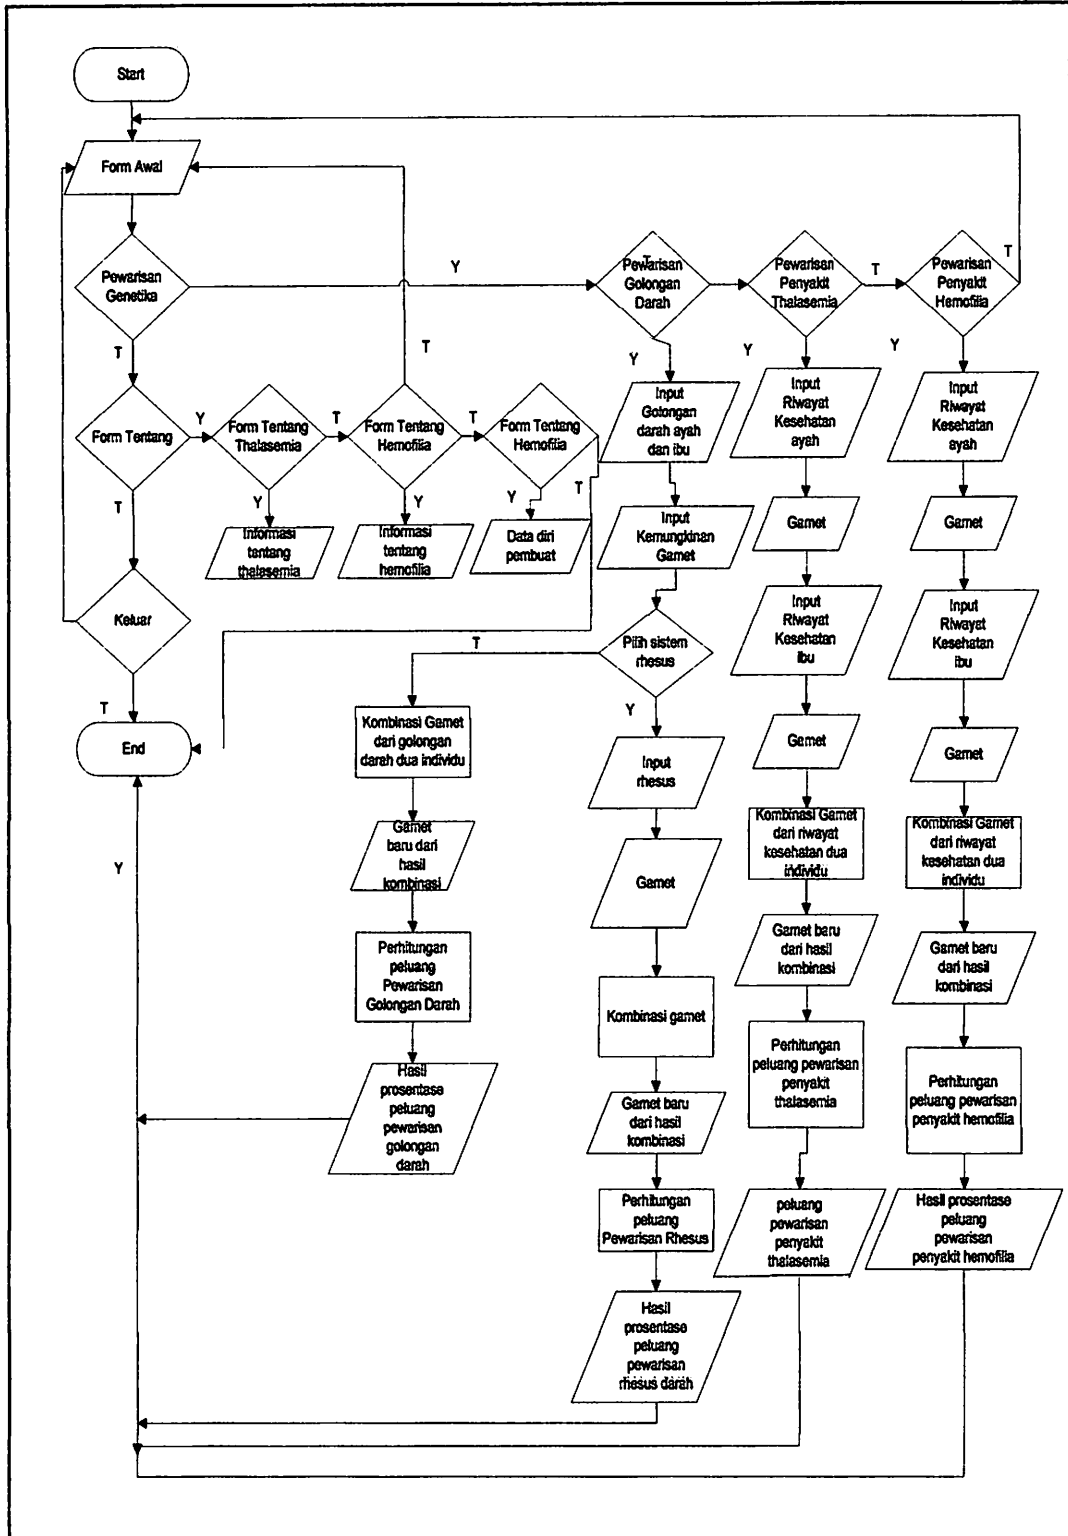 Start
Form Awal
Pewarisan
Genetika
Y
T
Pewarisan
Golongan
Darah
T
Pewarisan
Penyakit
Thalasemia
T
Pewarisan
Penyakit
Hemofilia
T
Form Tentang
Y
Form Tentang
Thalasemia
T
Form Tentang
Hemofilia
T
T
Form Tentang
Hemofilia
T
Y
Informasi
tentang
thalasemia
Y
Informasi
tentang
hemofilia
Y
Data diri
pembuat
T
Keluar
T
End
Y
Y
Input
Golongan
darah ayah
dan ibu
Input
Kemungkinan
Gamet
Pilih sistem
rhesus
T
Kombinasi Gamet
dari golongan
darah dua individu
Gamet
baru dari
hasil
kombinasi
Perhitungan
peluang
Pewarisan
Golongan Darah
Hasil
prosentase
peluang
pewarisan
golongan
darah
Y
Input
rhesus
Gamet
Kombinasi gamet
Gamet baru
dari hasil
kombinasi
Perhitungan
peluang
Pewarisan Rhesus
Hasil
prosentase
peluang
pewarisan
rhesus darah
Y
Input
Riwayat
Kesehatan
ayah
Gamet
Input
Riwayat
Kesehatan
Ibu
Gamet
Kombinasi Gamet
dari riwayat
kesehatan dua
individu
Gamet baru
dari hasil
kombinasi
Perhitungan
peluang pewarisan
penyakit
thalasemia
peluang
pewarisan
penyakit
thalasemia
Y
Input
Riwayat
Kesehatan
ayah
Gamet
Input
Riwayat
Kesehatan
Ibu
Gamet
Kombinasi Gamet
dari riwayat
kesehatan dua
individu
Gamet baru
dari hasil
kombinasi
Perhitungan
peluang pewarisan
penyakit hemofilia
Hasil prosentase
peluang
pewarisan
penyakit hemofilia